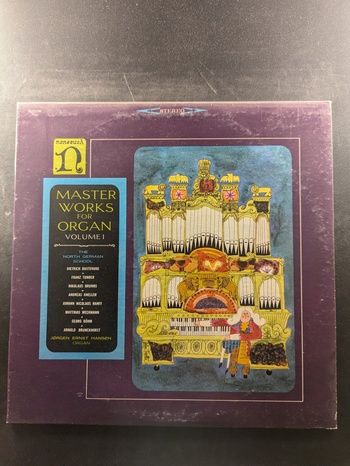 STEREO
nonesuch
n
MASTER
WORKS
FOR
ORGAN
VOLUME I
THE
NORTH GERMAN
SCHOOL
DIETRICH BUXTEHUDE
FRANZ TUNDER
NIKOLAUS BRUHNS
ANDREAS KNELLER
JOHANN NICOLAUS HANFF
MATTHIAS WECKMANN
GEORG BÖHM
ARNOLD BRUNCKHORST
JØRGEN ERNST HANSEN
ORGAN